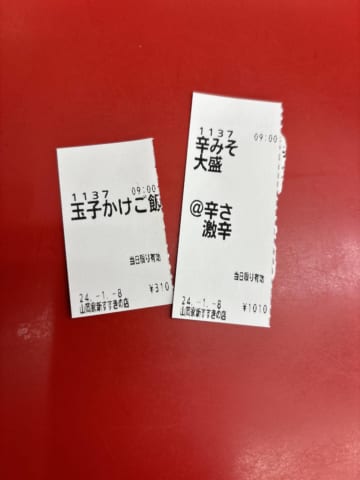 1137 09:00
玉子かけご飯
当日限り有効
24.-1.-8 ¥310
山岡家新すすきの店
1137 09:00
辛みそ
大盛
@辛さ
激辛
当日限り有効
24.-1.-8 ¥1010
山岡家新すすきの店